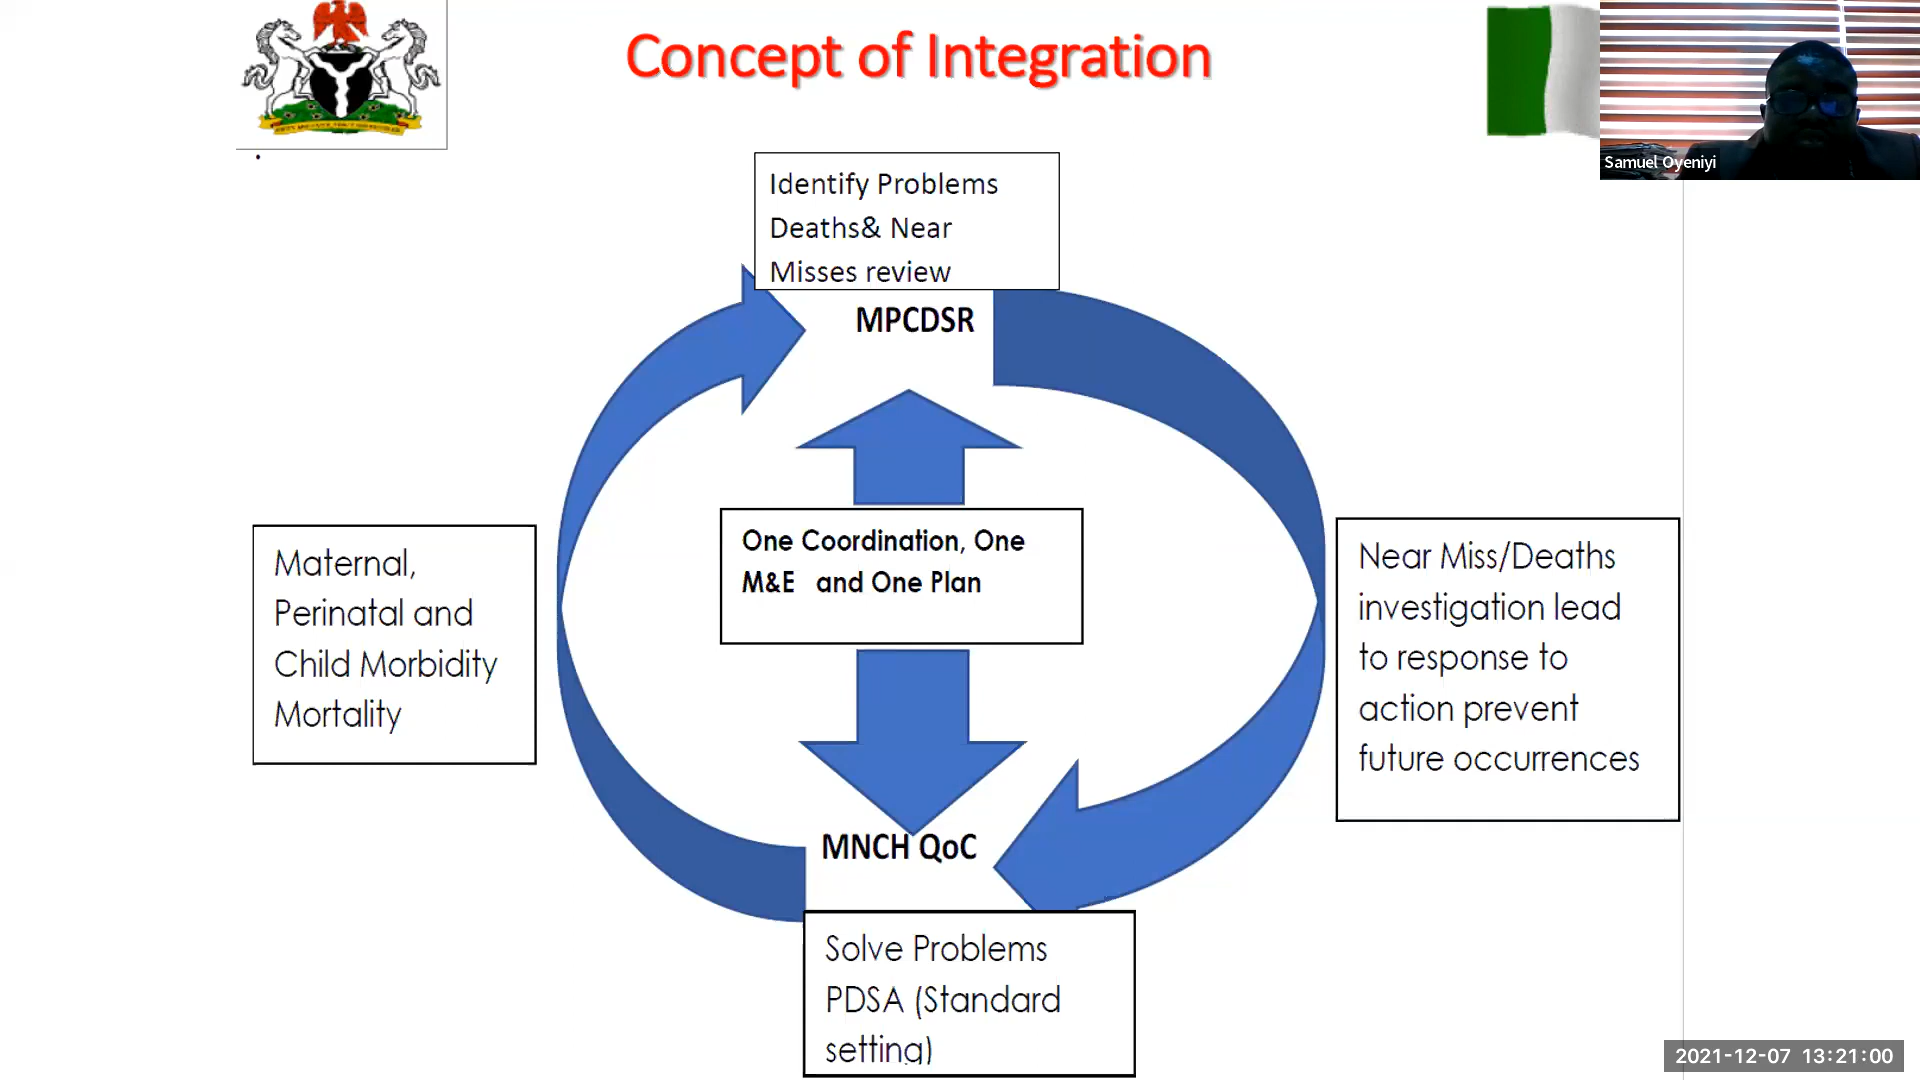 Concept of Integration
Samuel Oyeniyi
Identify Problems
Deaths& Near
Misses review
MPCDSR
One Coordination, One
M&E and One Plan
Maternal,
Perinatal and
Child Morbidity
Mortality
Near Miss/Deaths
investigation lead
to response to
action prevent
future occurrences
MNCH QoC
Solve Problems
PDSA (Standard
setting)
2021-12-07 13:21:00